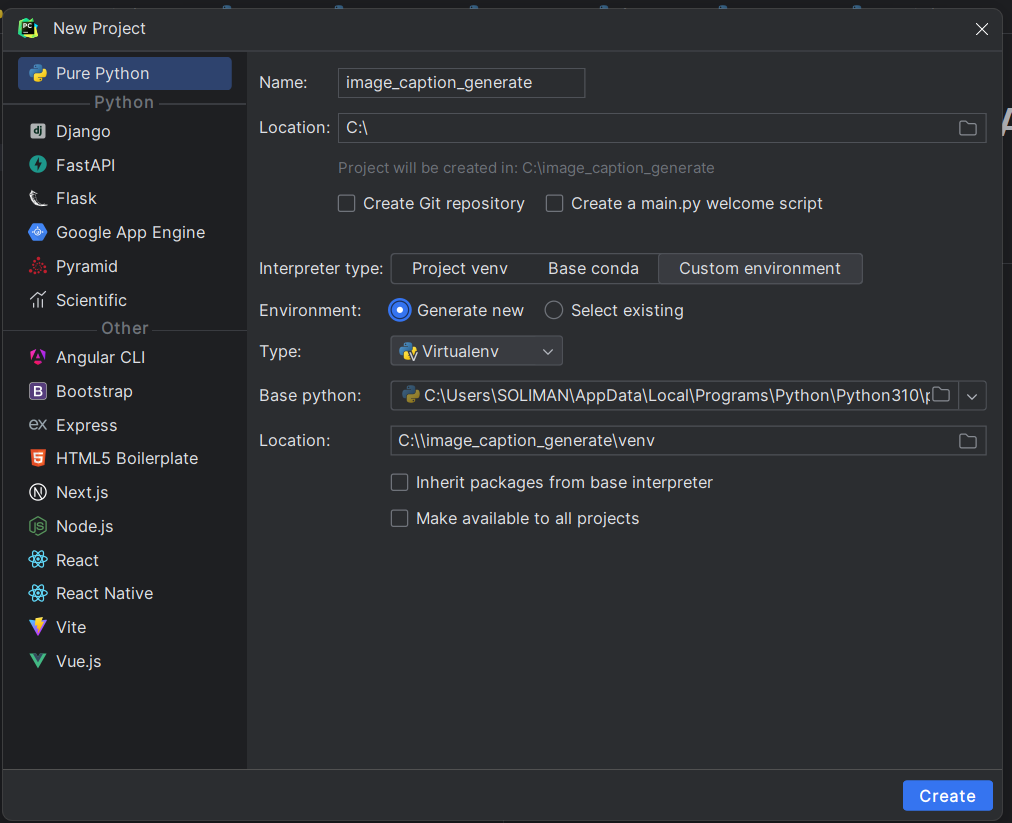 New Project
Pure Python
Python
Django
FastAPI
Flask
Google App Engine
Pyramid
Scientific
Other
Angular CLI
Bootstrap
Express
HTML5 Boilerplate
Next.js
Node.js
React
React Native
Vite
Vue.js
Name: image_caption_generate
Location: C:\
Project will be created in: C:\image_caption_generate
Create Git repository Create a main.py welcome script
Interpreter type: Project venv Base conda Custom environment
Environment: Generate new Select existing
Type: Virtualenv
Base python: C:\Users\SOLIMAN\AppData\Local\Programs\Python\Python310\
Location: C:\\image_caption_generate\venv
Inherit packages from base interpreter
Make available to all projects
Create